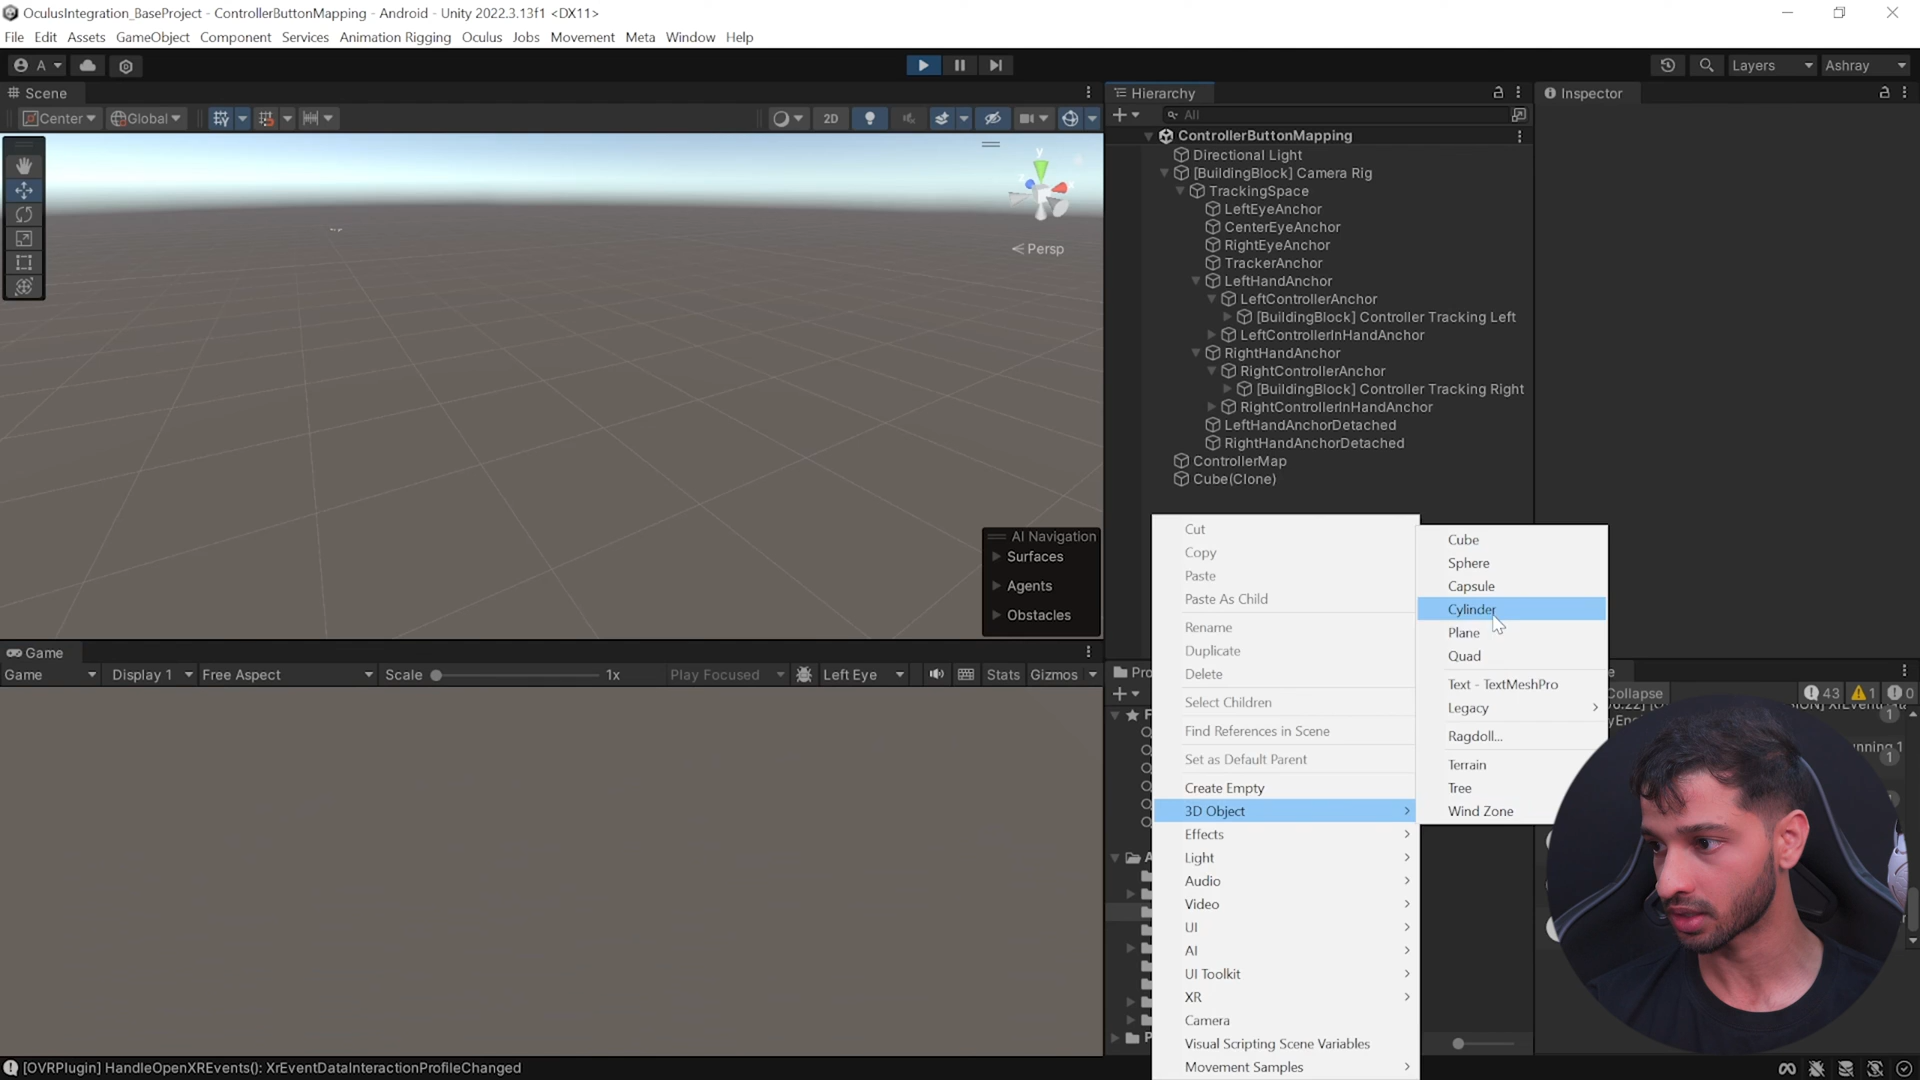 OculusIntegration_BaseProject - ControllerButtonMapping - Android - Unity 2022.3.13f1 <DX11>
File Edit Assets GameObject Component Services Animation Rigging Oculus Jobs Movement Meta Window Help
A Layers Ashray
Scene
Center Global 2D
y
x
Persp
AI Navigation
Surfaces
Agents
Obstacles
Hierarchy
All
ControllerButtonMapping
Directional Light
[BuildingBlock] Camera Rig
TrackingSpace
LeftEyeAnchor
CenterEyeAnchor
RightEyeAnchor
TrackerAnchor
LeftHandAnchor
LeftControllerAnchor
[BuildingBlock] Controller Tracking Left
LeftControllerInHandAnchor
RightHandAnchor
RightControllerAnchor
[BuildingBlock] Controller Tracking Right
RightControllerInHandAnchor
LeftHandAnchorDetached
RightHandAnchorDetached
ControllerMap
Cube(Clone)
Inspector
Cut
Copy
Paste
Paste As Child
Rename
Duplicate
Delete
Select Children
Find References in Scene
Set as Default Parent
Create Empty
3D Object
Effects
Light
Audio
Video
UI
AI
UI Toolkit
XR
Camera
Visual Scripting Scene Variables
Movement Samples
Cube
Sphere
Capsule
Cylinder
Plane
Quad
Text - TextMeshPro
Legacy
Ragdoll...
Terrain
Tree
Wind Zone
Game
Game Display 1 Free Aspect Scale 1x Play Focused Left Eye Stats Gizmos
Collapse 43 1 0
1
1
[OVRPlugin] HandleOpenXREvents(): XrEventDataInteractionProfileChanged